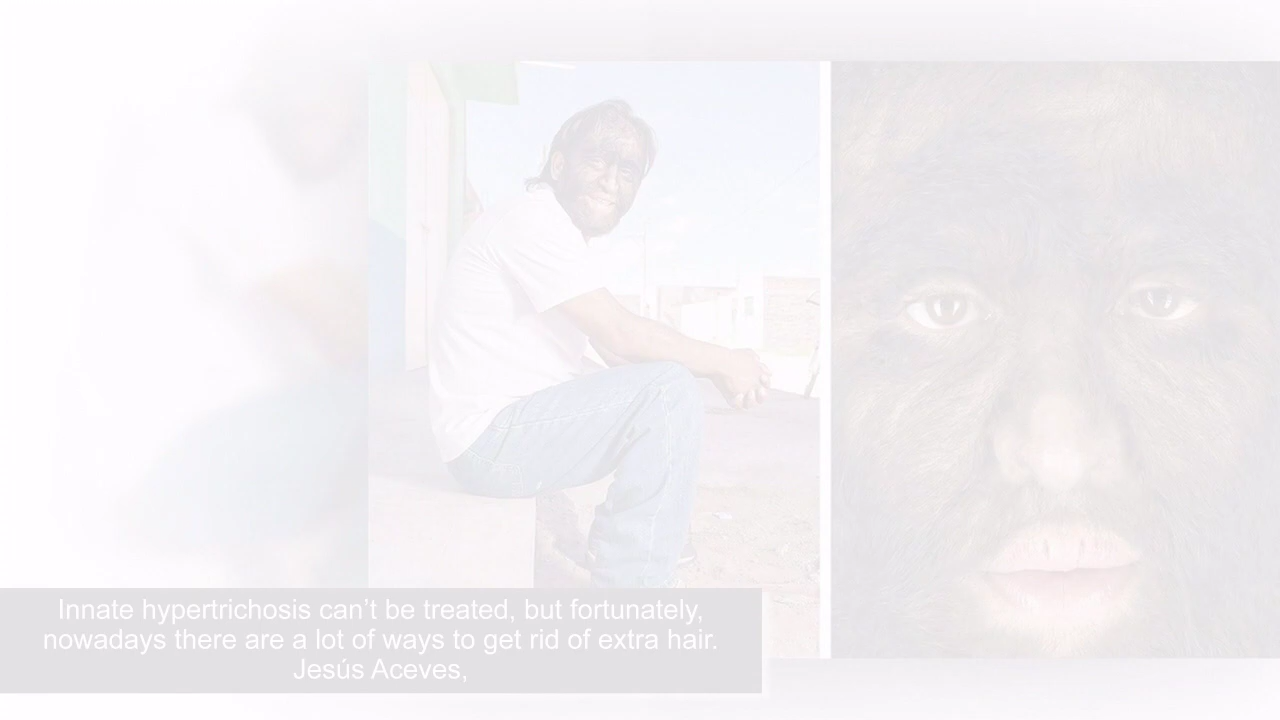 Innate hypertrichosis can’t be treated, but fortunately,
nowadays there are a lot of ways to get rid of extra hair.
Jesús Aceves,